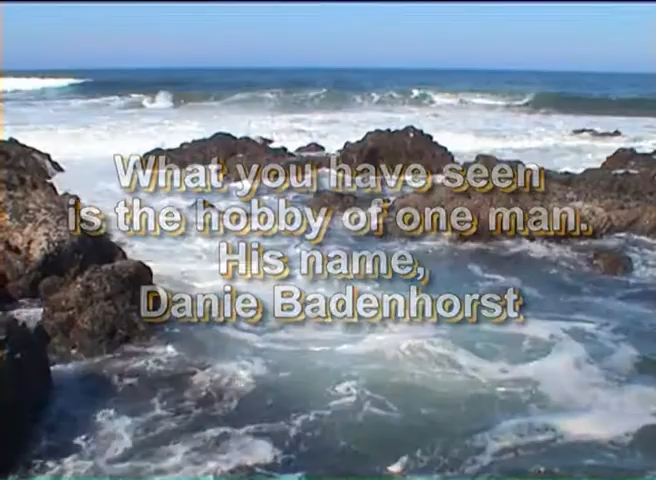 What you have seen
is the hobby of one man.
His name,
Danie Badenhorst